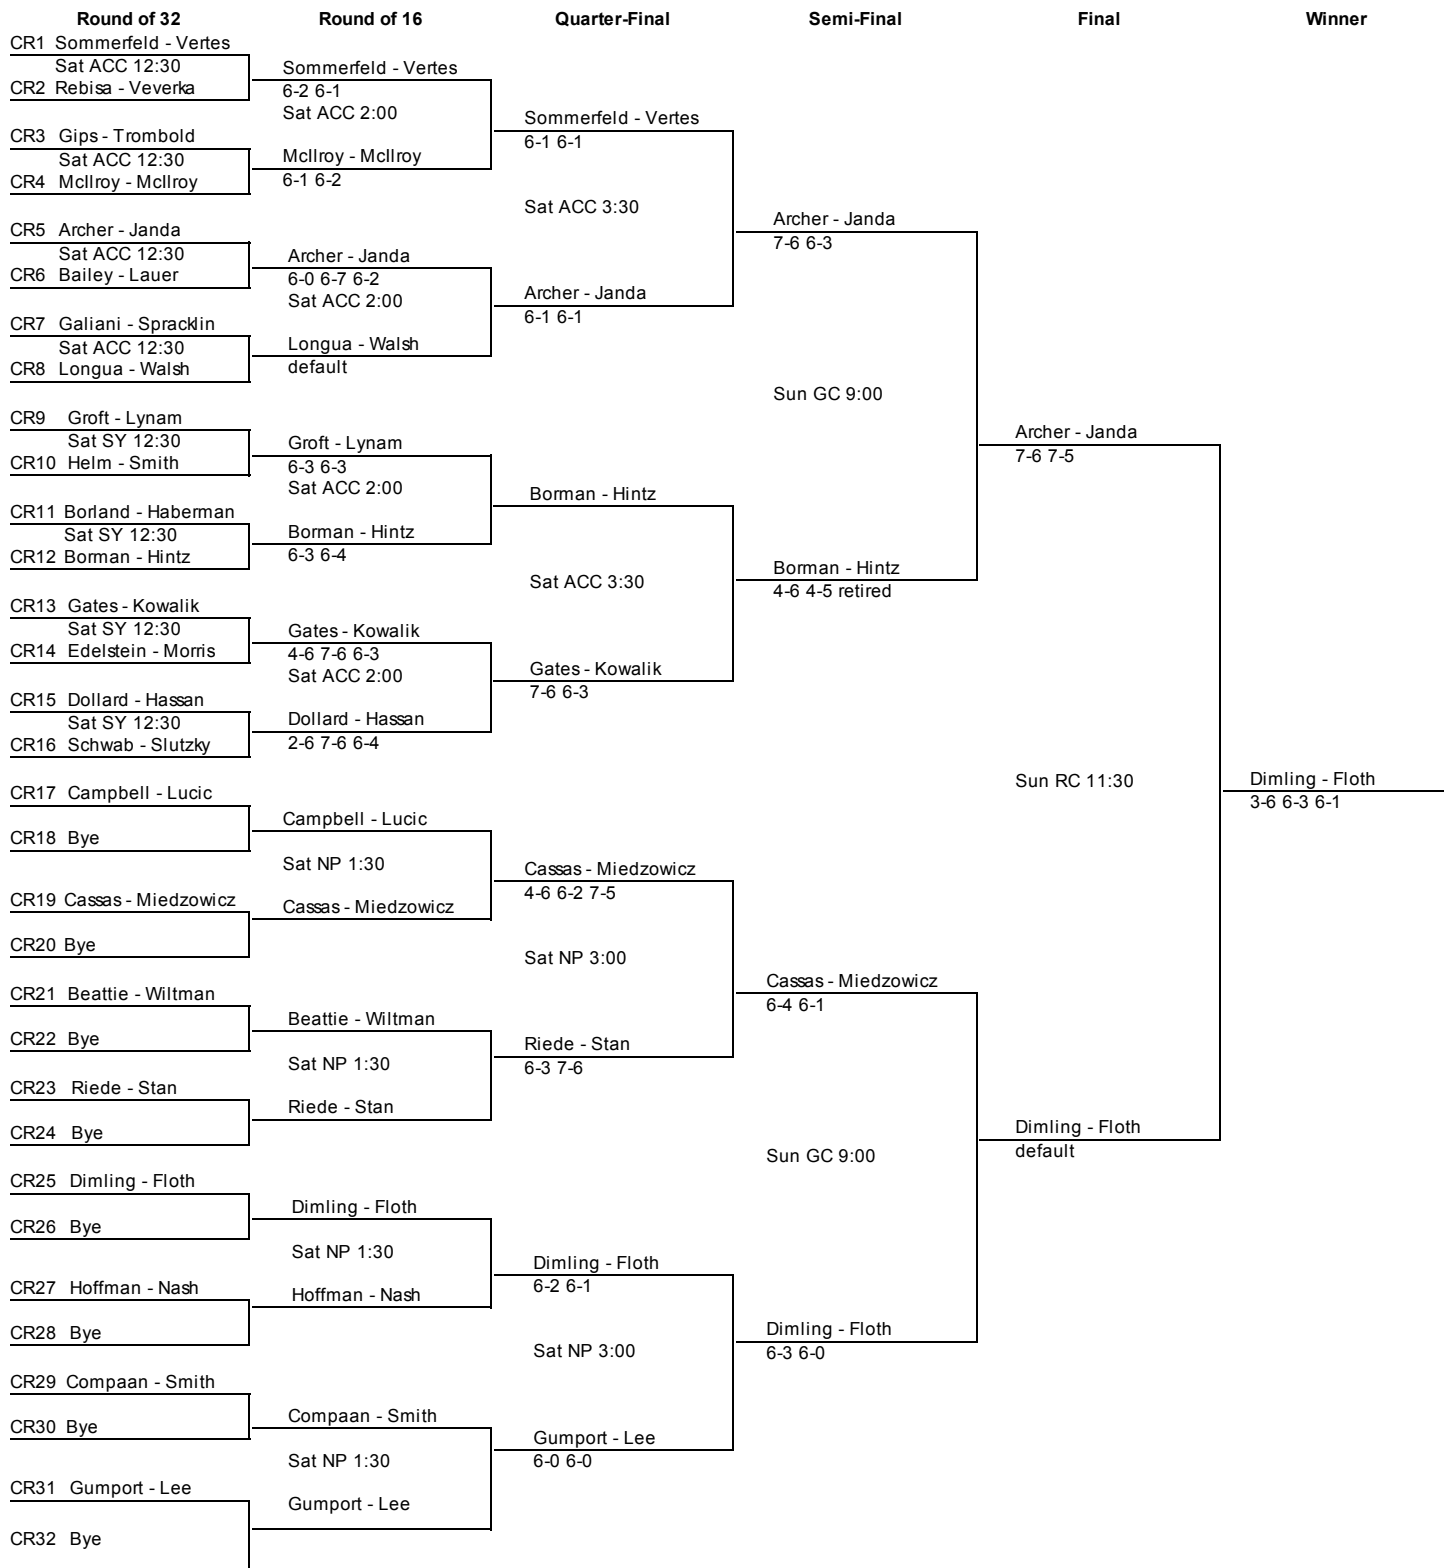 Round of 32 Round of 16 Quarter-Final Semi-Final Final Winner
CR1 Sommerfeld - Vertes
Sat ACC 12:30
CR2 Rebisa - Veverka
CR3 Gips - Trombold
Sat ACC 12:30
CR4 McIlroy - McIlroy
CR5 Archer - Janda
Sat ACC 12:30
CR6 Bailey - Lauer
CR7 Galiani - Spracklin
Sat ACC 12:30
CR8 Longua - Walsh
CR9 Groft - Lynam
Sat SY 12:30
CR10 Helm - Smith
CR11 Borland - Haberman
Sat SY 12:30
CR12 Borman - Hintz
CR13 Gates - Kowalik
Sat SY 12:30
CR14 Edelstein - Morris
CR15 Dollard - Hassan
Sat SY 12:30
CR16 Schwab - Slutzky
CR17 Campbell - Lucic
CR18 Bye
CR19 Cassas - Miedzowicz
CR20 Bye
CR21 Beattie - Wiltman
CR22 Bye
CR23 Riede - Stan
CR24 Bye
CR25 Dimling - Floth
CR26 Bye
CR27 Hoffman - Nash
CR28 Bye
CR29 Compaan - Smith
CR30 Bye
CR31 Gumport - Lee
CR32 Bye
Sommerfeld - Vertes
6-2 6-1
Sat ACC 2:00
McIlroy - McIlroy
6-1 6-2
Archer - Janda
6-0 6-7 6-2
Sat ACC 2:00
Longua - Walsh
default
Groft - Lynam
6-3 6-3
Sat ACC 2:00
Borman - Hintz
6-3 6-4
Gates - Kowalik
4-6 7-6 6-3
Sat ACC 2:00
Dollard - Hassan
2-6 7-6 6-4
Campbell - Lucic
Sat NP 1:30
Cassas - Miedzowicz
Beattie - Wiltman
Sat NP 1:30
Riede - Stan
Dimling - Floth
Sat NP 1:30
Hoffman - Nash
Compaan - Smith
Sat NP 1:30
Gumport - Lee
Sommerfeld - Vertes
6-1 6-1
Sat ACC 3:30
Archer - Janda
6-1 6-1
Borman - Hintz
Sat ACC 3:30
Gates - Kowalik
7-6 6-3
Cassas - Miedzowicz
4-6 6-2 7-5
Sat NP 3:00
Riede - Stan
6-3 7-6
Dimling - Floth
6-2 6-1
Sat NP 3:00
Gumport - Lee
6-0 6-0
Archer - Janda
7-6 6-3
Sun GC 9:00
Borman - Hintz
4-6 4-5 retired
Cassas - Miedzowicz
6-4 6-1
Sun GC 9:00
Dimling - Floth
6-3 6-0
Archer - Janda
7-6 7-5
Sun RC 11:30
Dimling - Floth
default
Dimling - Floth
3-6 6-3 6-1